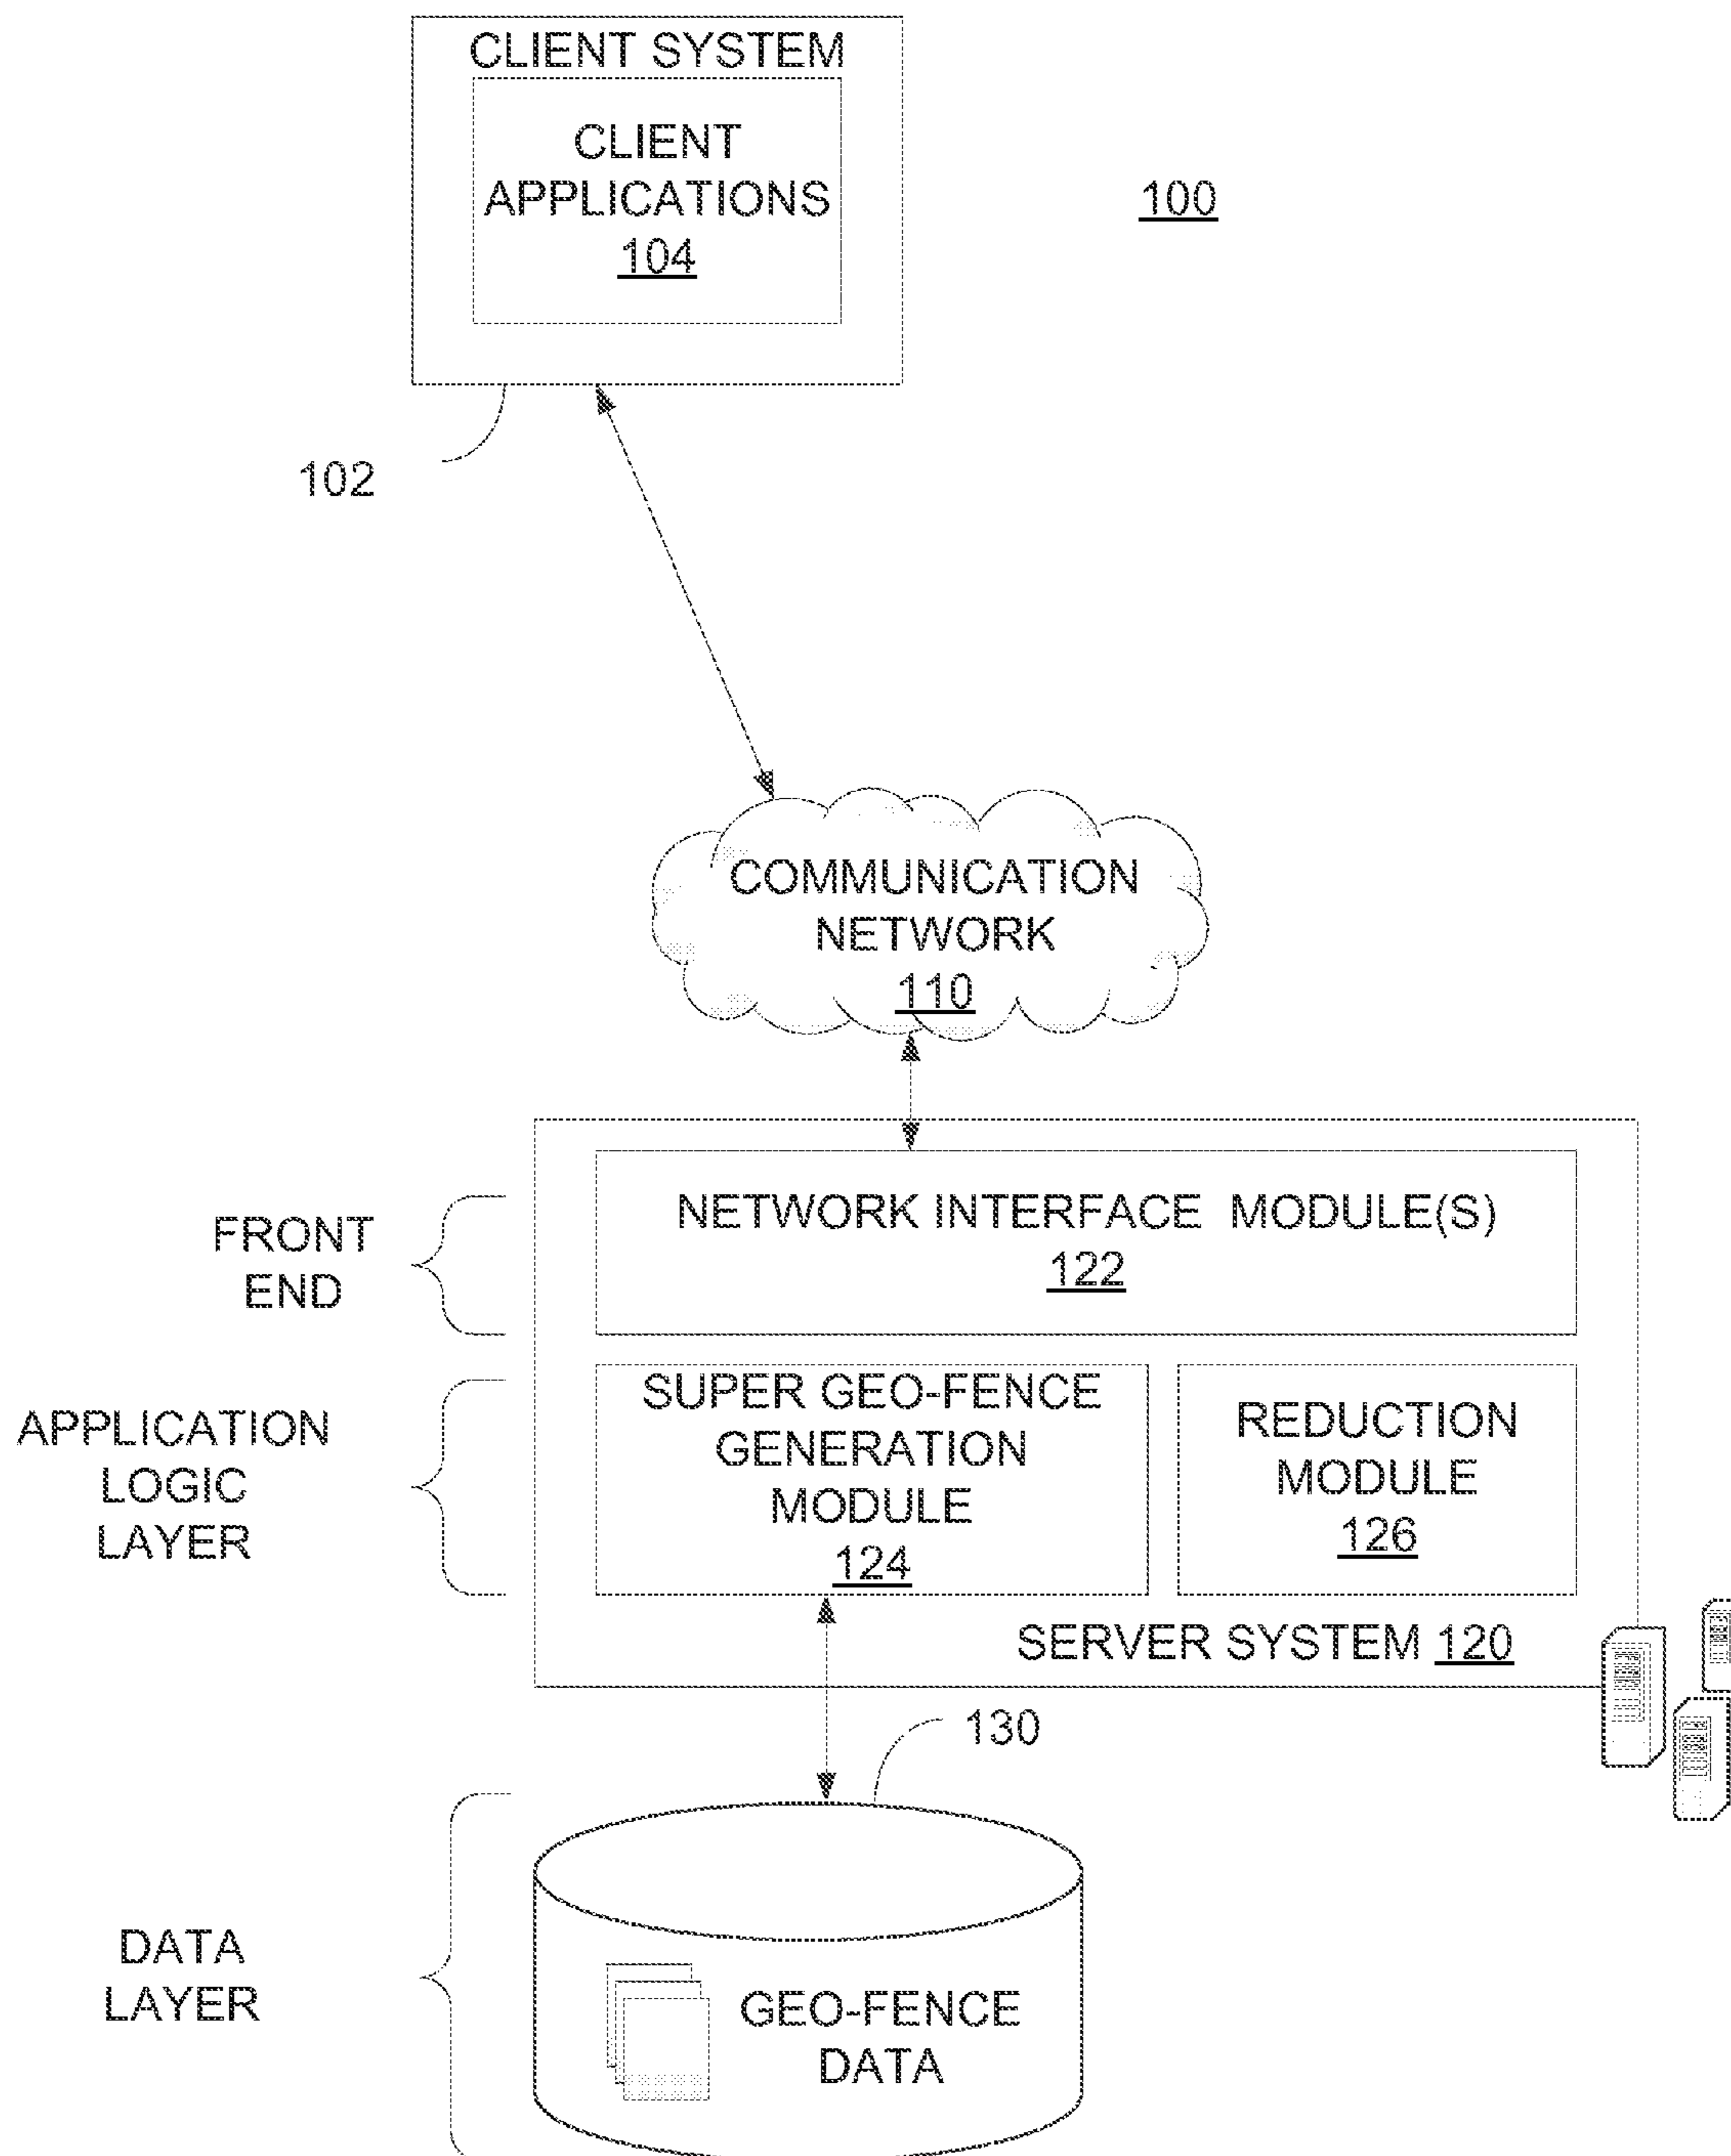 CLIENT SYSTEM
CLIENT
APPLICATIONS
104
100
102
COMMUNICATION
NETWORK
110
FRONT
END
NETWORK INTERFACE MODULE(S)
122
APPLICATION
LOGIC
LAYER
SUPER GEO-FENCE
GENERATION
MODULE
124
REDUCTION
MODULE
126
SERVER SYSTEM 120
130
DATA
LAYER
GEO-FENCE
DATA